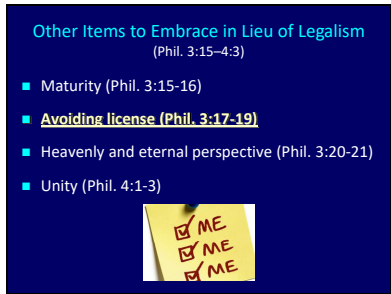 Other Items to Embrace in Lieu of Legalism
(Phil. 3:15–4:3)
Maturity (Phil. 3:15-16)
Avoiding license (Phil. 3:17-19)
Heavenly and eternal perspective (Phil. 3:20-21)
Unity (Phil. 4:1-3)
ME
ME
ME